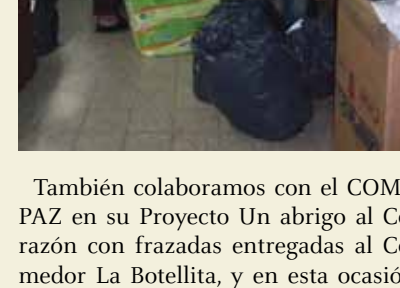 También colaboramos con el COM
PAZ en su Proyecto Un abrigo al Co
razón con frazadas entregadas al Co
medor La Botellita, y en esta ocasió